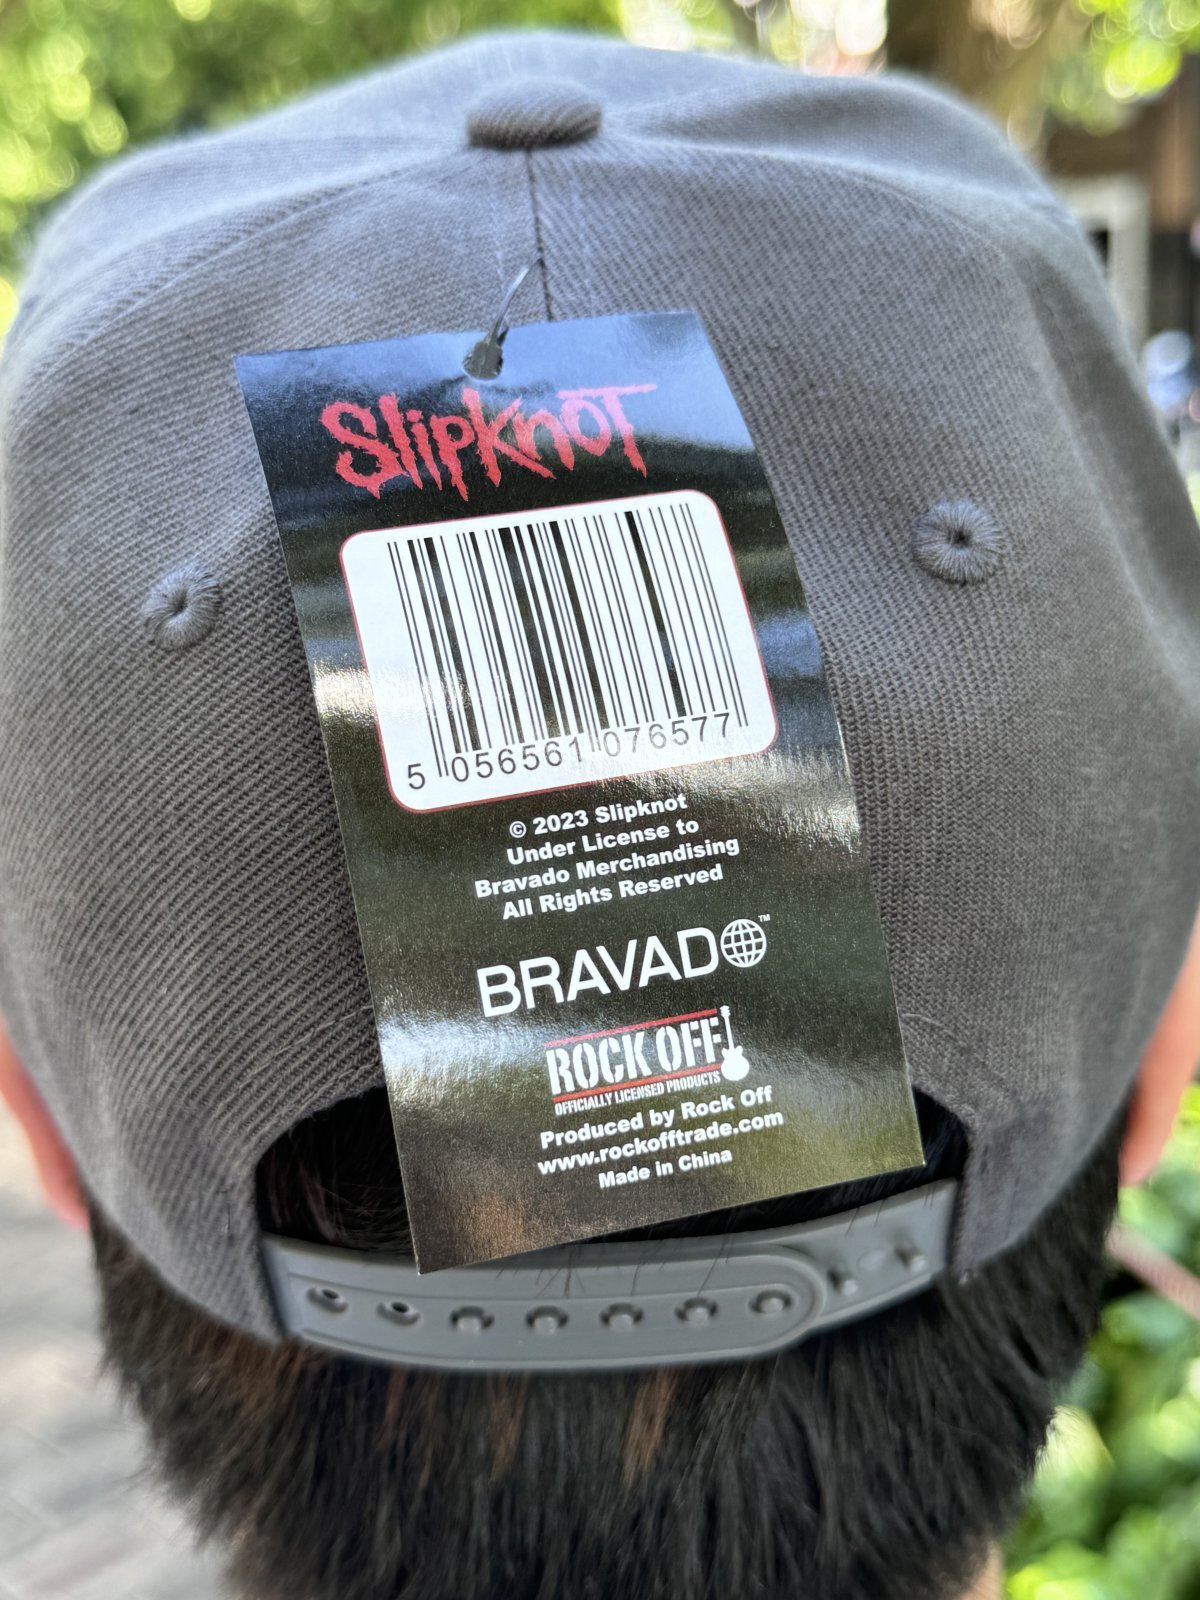 Slipknot
5 056561 076577
© 2023 Slipknot
Under License to
Bravado Merchandising
All Rights Reserved
BRAVADO™
ROCK OFF
OFFICIALLY LICENSED PRODUCTS
Produced by Rock Off
www.rockofftrade.com
Made in China